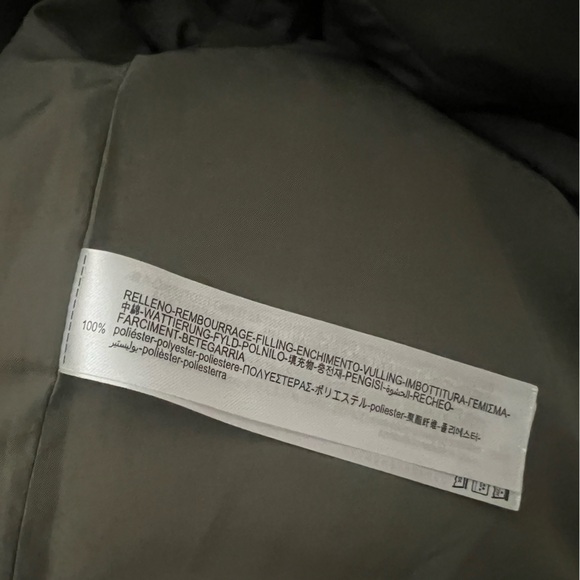 RELLENO-REMBOURRAGE-FILLING-ENCHIMENTO-VULLING-IMBOTTITURA-ΓΕΜΙΣΜΑ-
中綿-WATTIERUNG-FYLD-POLNILO-填充物-충전재-PENGISI-الحشوة-RECHEO-
FARCIMENT-BETEGARRIA
100%
poliéster-polyester-poliestere-ΠΟΛΥΕΣΤΕΡΑΣ-ポリエステル-poliester-聚酯纤维-폴리에스터-
بوليستير-poliéster-poliesterra